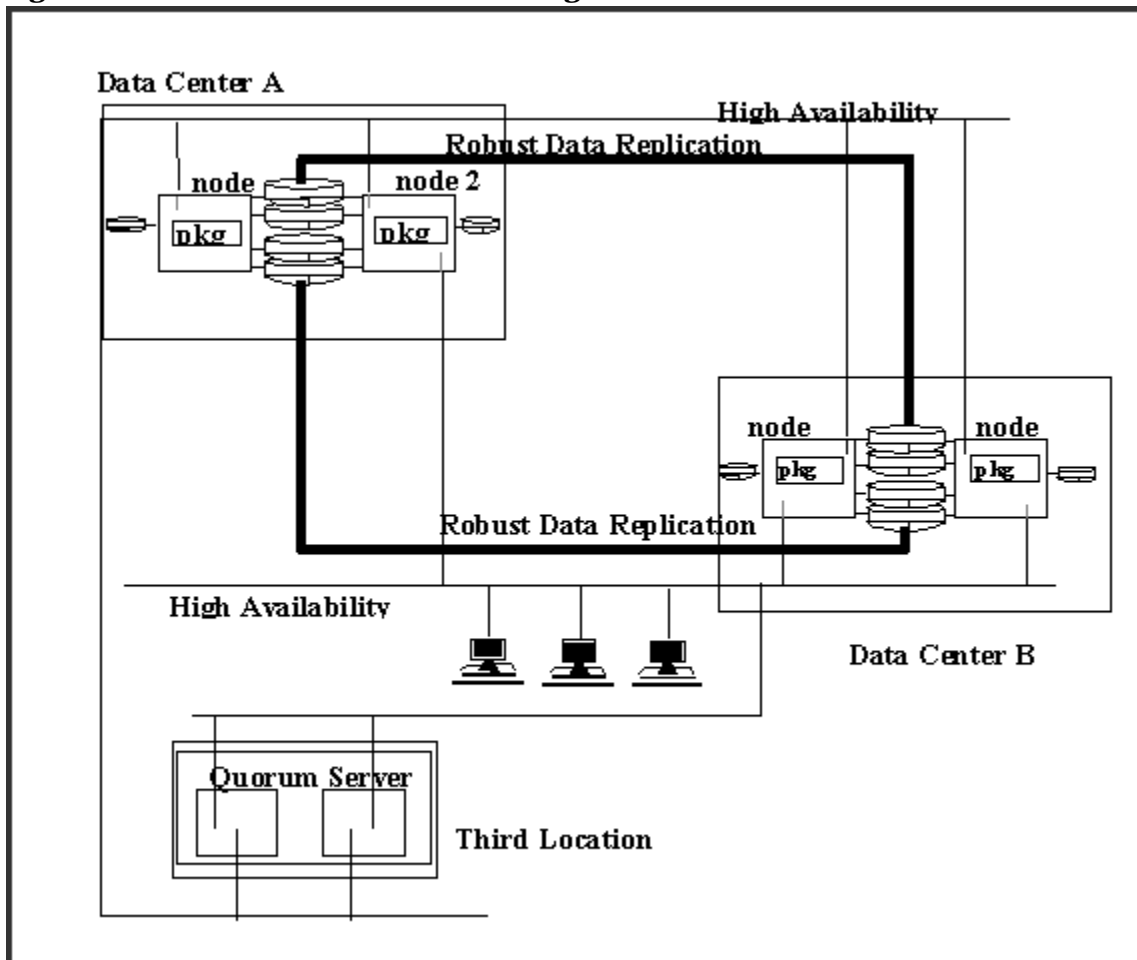 Data Center A
High Availability
Robust Data Replication
node
node 2
pkg
pkg
node
node
pkg
pkg
Robust Data Replication
High Availability
Data Center B
Quorum Server
Third Location